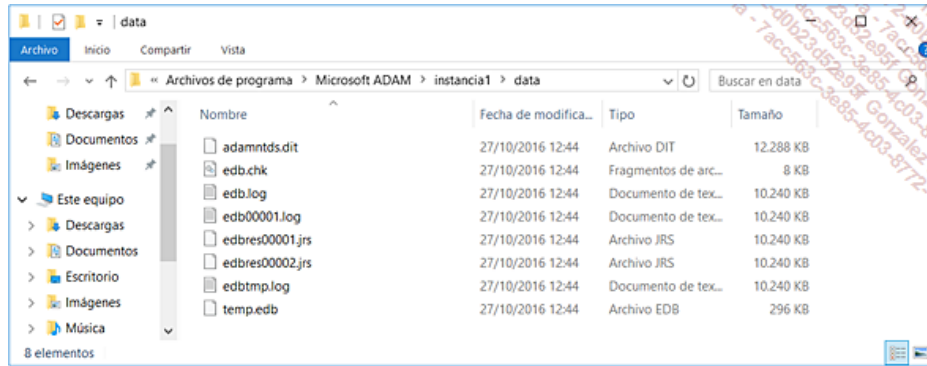 data
Archivo Inicio Compartir Vista
« Archivos de programa > Microsoft ADAM > instancia1 > data
Buscar en data
Descargas
Documentos
Imágenes
Este equipo
Descargas
Documentos
Escritorio
Imágenes
Música
Nombre Fecha de modifica... Tipo Tamaño
adamntds.dit 27/10/2016 12:44 Archivo DIT 12.288 KB
edb.chk 27/10/2016 12:44 Fragmentos de arc... 8 KB
edb.log 27/10/2016 12:44 Documento de tex... 10.240 KB
edb00001.log 27/10/2016 12:44 Documento de tex... 10.240 KB
edbres00001.jrs 27/10/2016 12:44 Archivo JRS 10.240 KB
edbres00002.jrs 27/10/2016 12:44 Archivo JRS 10.240 KB
edbtmp.log 27/10/2016 12:44 Documento de tex... 10.240 KB
temp.edb 27/10/2016 12:44 Archivo EDB 296 KB
8 elementos